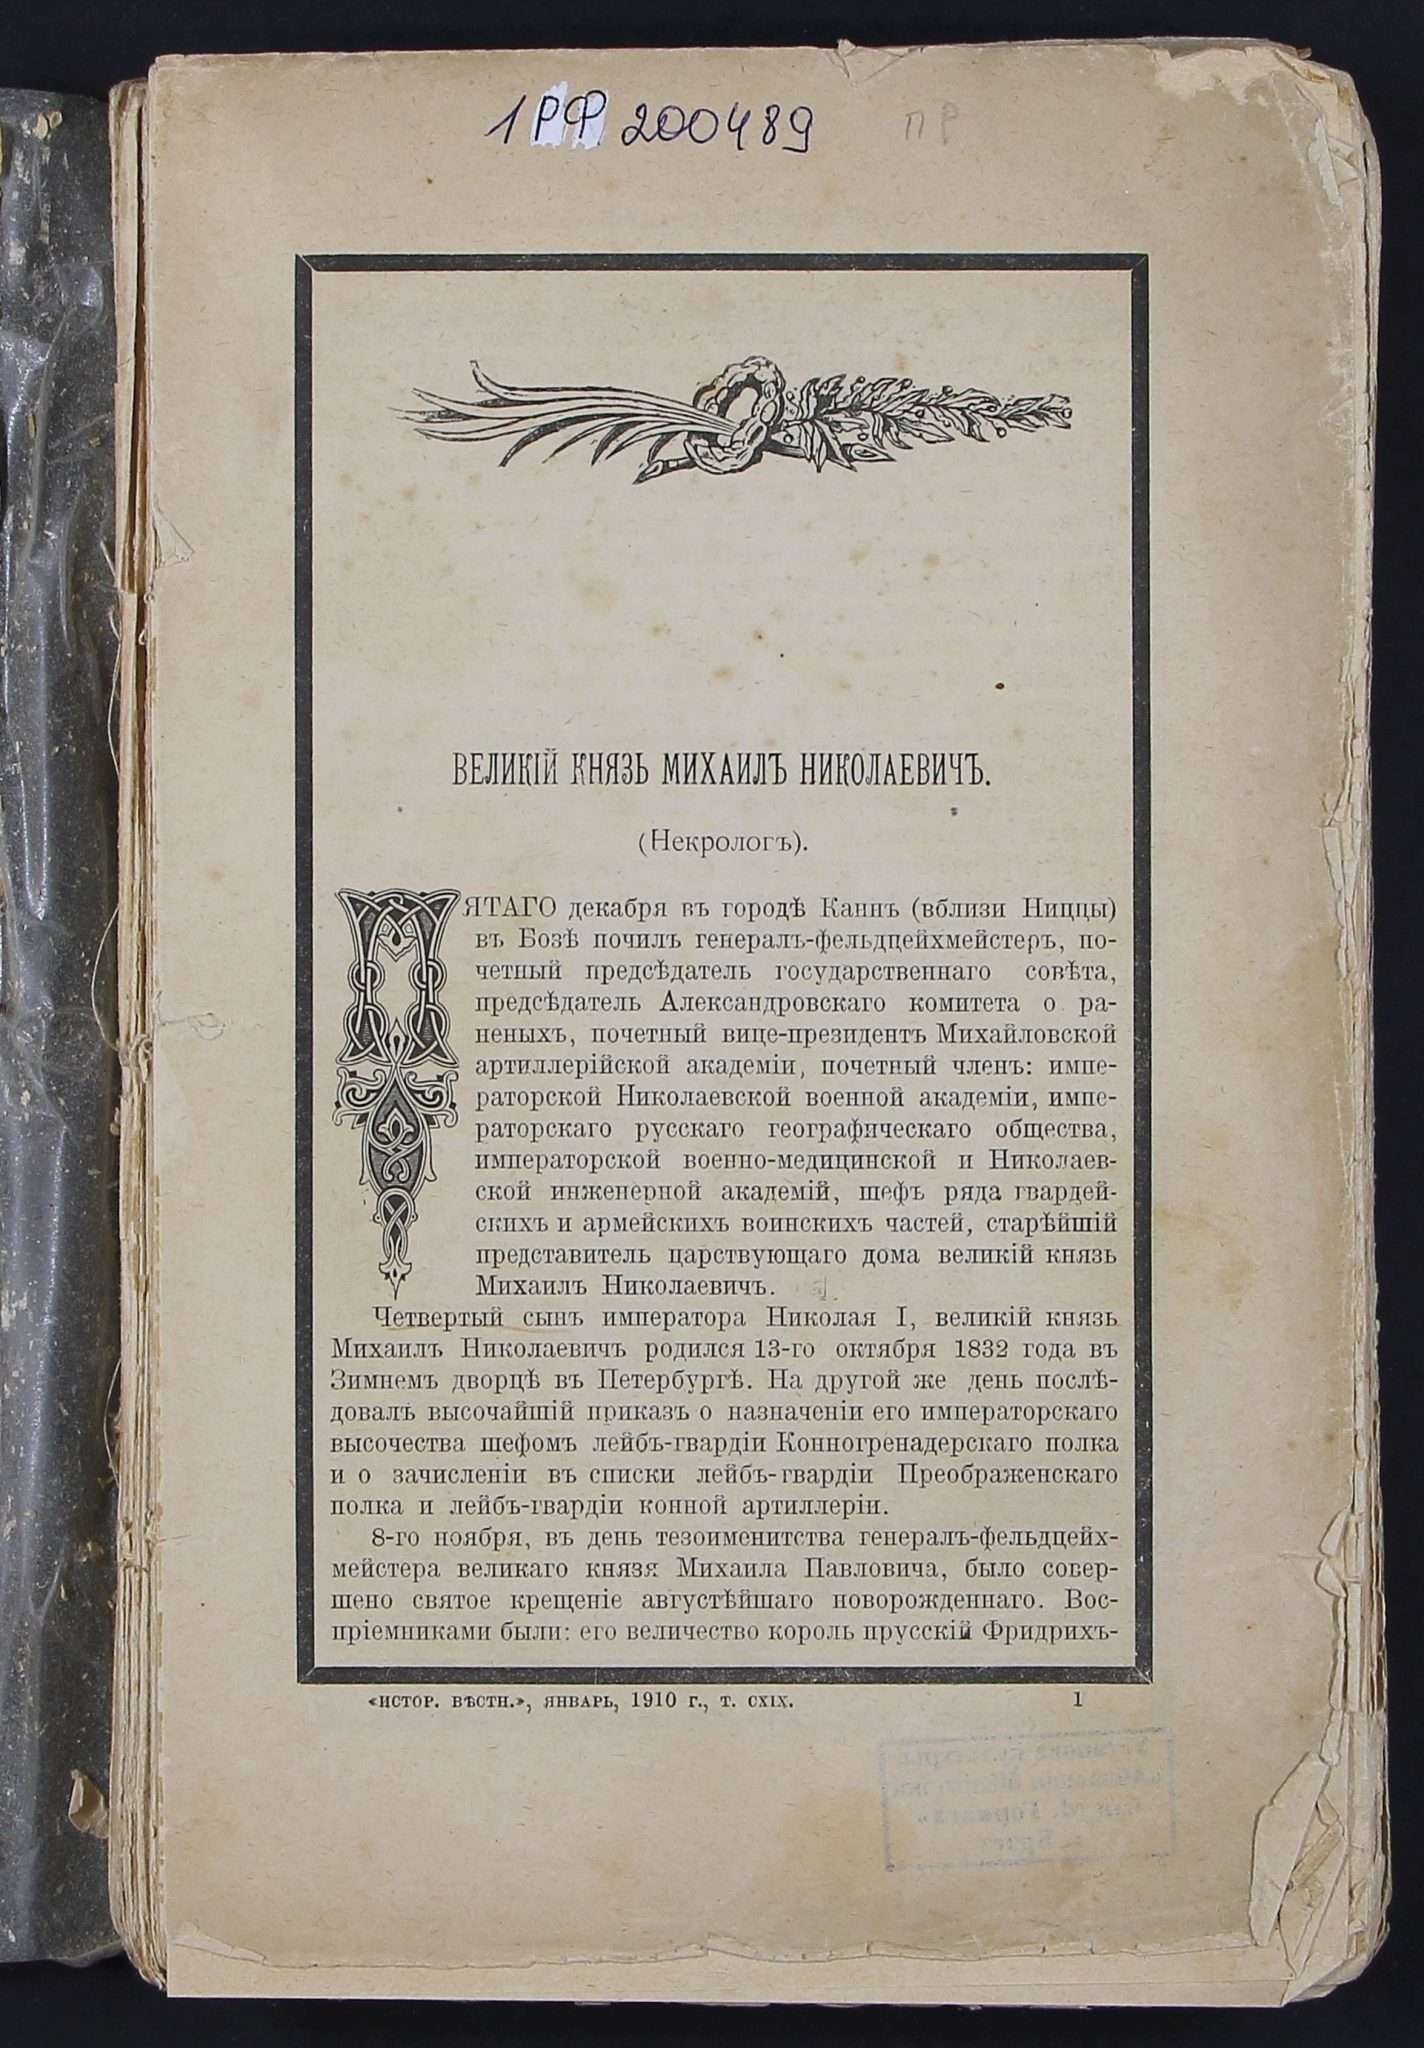 1РФ 200489 ПР
ВЕЛИКІЙ КНЯЗЬ МИХАИЛЪ НИКОЛАЕВИЧЪ.
(Некрологъ).
ПЯТАГО декабря въ городѣ Каннъ (вблизи Ниццы)
въ Бозѣ почилъ генералъ-фельдцейхмейстеръ, по-
четный предсѣдатель государственнаго совѣта,
предсѣдатель Александровскаго комитета о ра-
неныхъ, почетный вице-президентъ Михайловской
артиллерійской академіи, почетный членъ: импе-
раторской Николаевской военной академіи, импе-
раторскаго русскаго географическаго общества,
императорской военно-медицинской и Николаев-
ской инженерной академій, шефъ ряда гвардей-
скихъ и армейскихъ воинскихъ частей, старѣйшій
представитель царствующаго дома великій князь
Михаилъ Николаевичъ.
Четвертый сынъ императора Николая I, великій князь
Михаилъ Николаевичъ родился 13-го октября 1832 года въ
Зимнемъ дворцѣ въ Петербургѣ. На другой же день послѣ-
довалъ высочайшій приказъ о назначеніи его императорскаго
высочества шефомъ лейбъ-гвардіи Конногренадерскаго полка
и о зачисленіи въ списки лейбъ-гвардіи Преображенскаго
полка и лейбъ-гвардіи конной артиллеріи.
8-го ноября, въ день тезоименитства генералъ-фельдцейх-
мейстера великаго князя Михаила Павловича, было совер-
шено святое крещеніе августѣйшаго новорожденнаго. Вос-
пріемниками были: его величество король прусскій Фридрихъ-
«ИСТОР. ВѢСТН.», ЯНВАРЬ, 1910 Г., Т. CXIX. 1